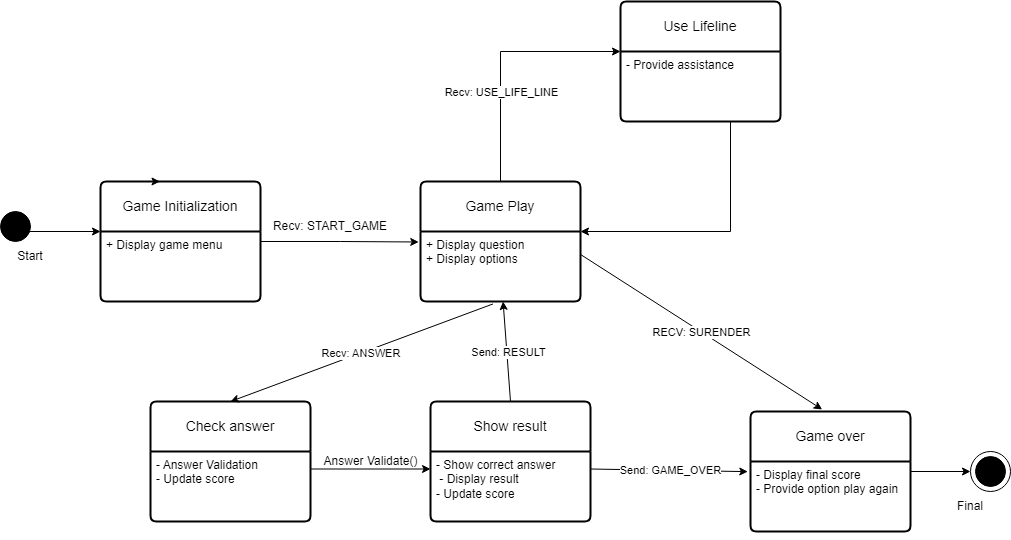 Use Lifeline
- Provide assistance
Recv: USE_LIFE_LINE
Game Initialization
+ Display game menu
Start
Recv: START_GAME
Game Play
+ Display question
+ Display options
RECV: SURENDER
Recv: ANSWER
Send: RESULT
Check answer
- Answer Validation
- Update score
Answer Validate()
Show result
- Show correct answer
- Display result
- Update score
Send: GAME_OVER
Game over
- Display final score
- Provide option play again
Final